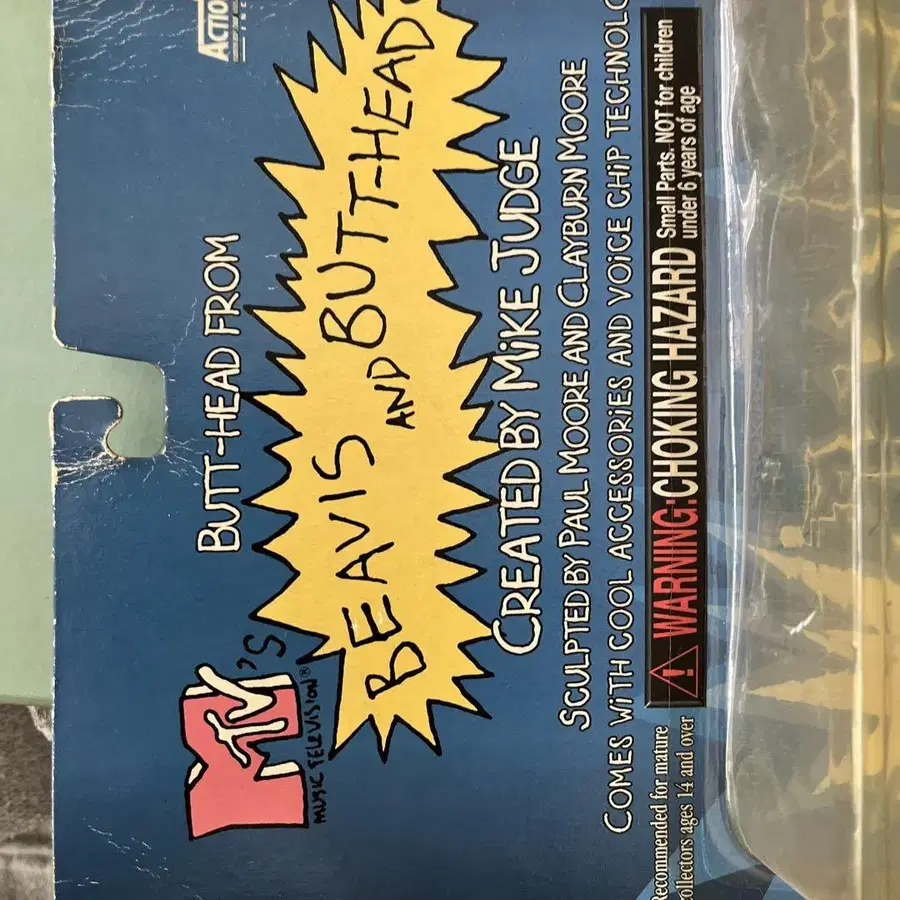 MTV's
MUSIC TELEVISION®
BUTT-HEAD FROM
BEAVIS AND BUTT-HEAD
CREATED BY MIKE JUDGE
SCULPTED BY PAUL MOORE AND CLAYBURN MOORE
COMES WITH COOL ACCESSORIES AND VOICE CHIP
WARNING: CHOKING HAZARD
Small Parts. NOT for children
under 6 years of age
Recommended for mature
collectors ages 14 and over